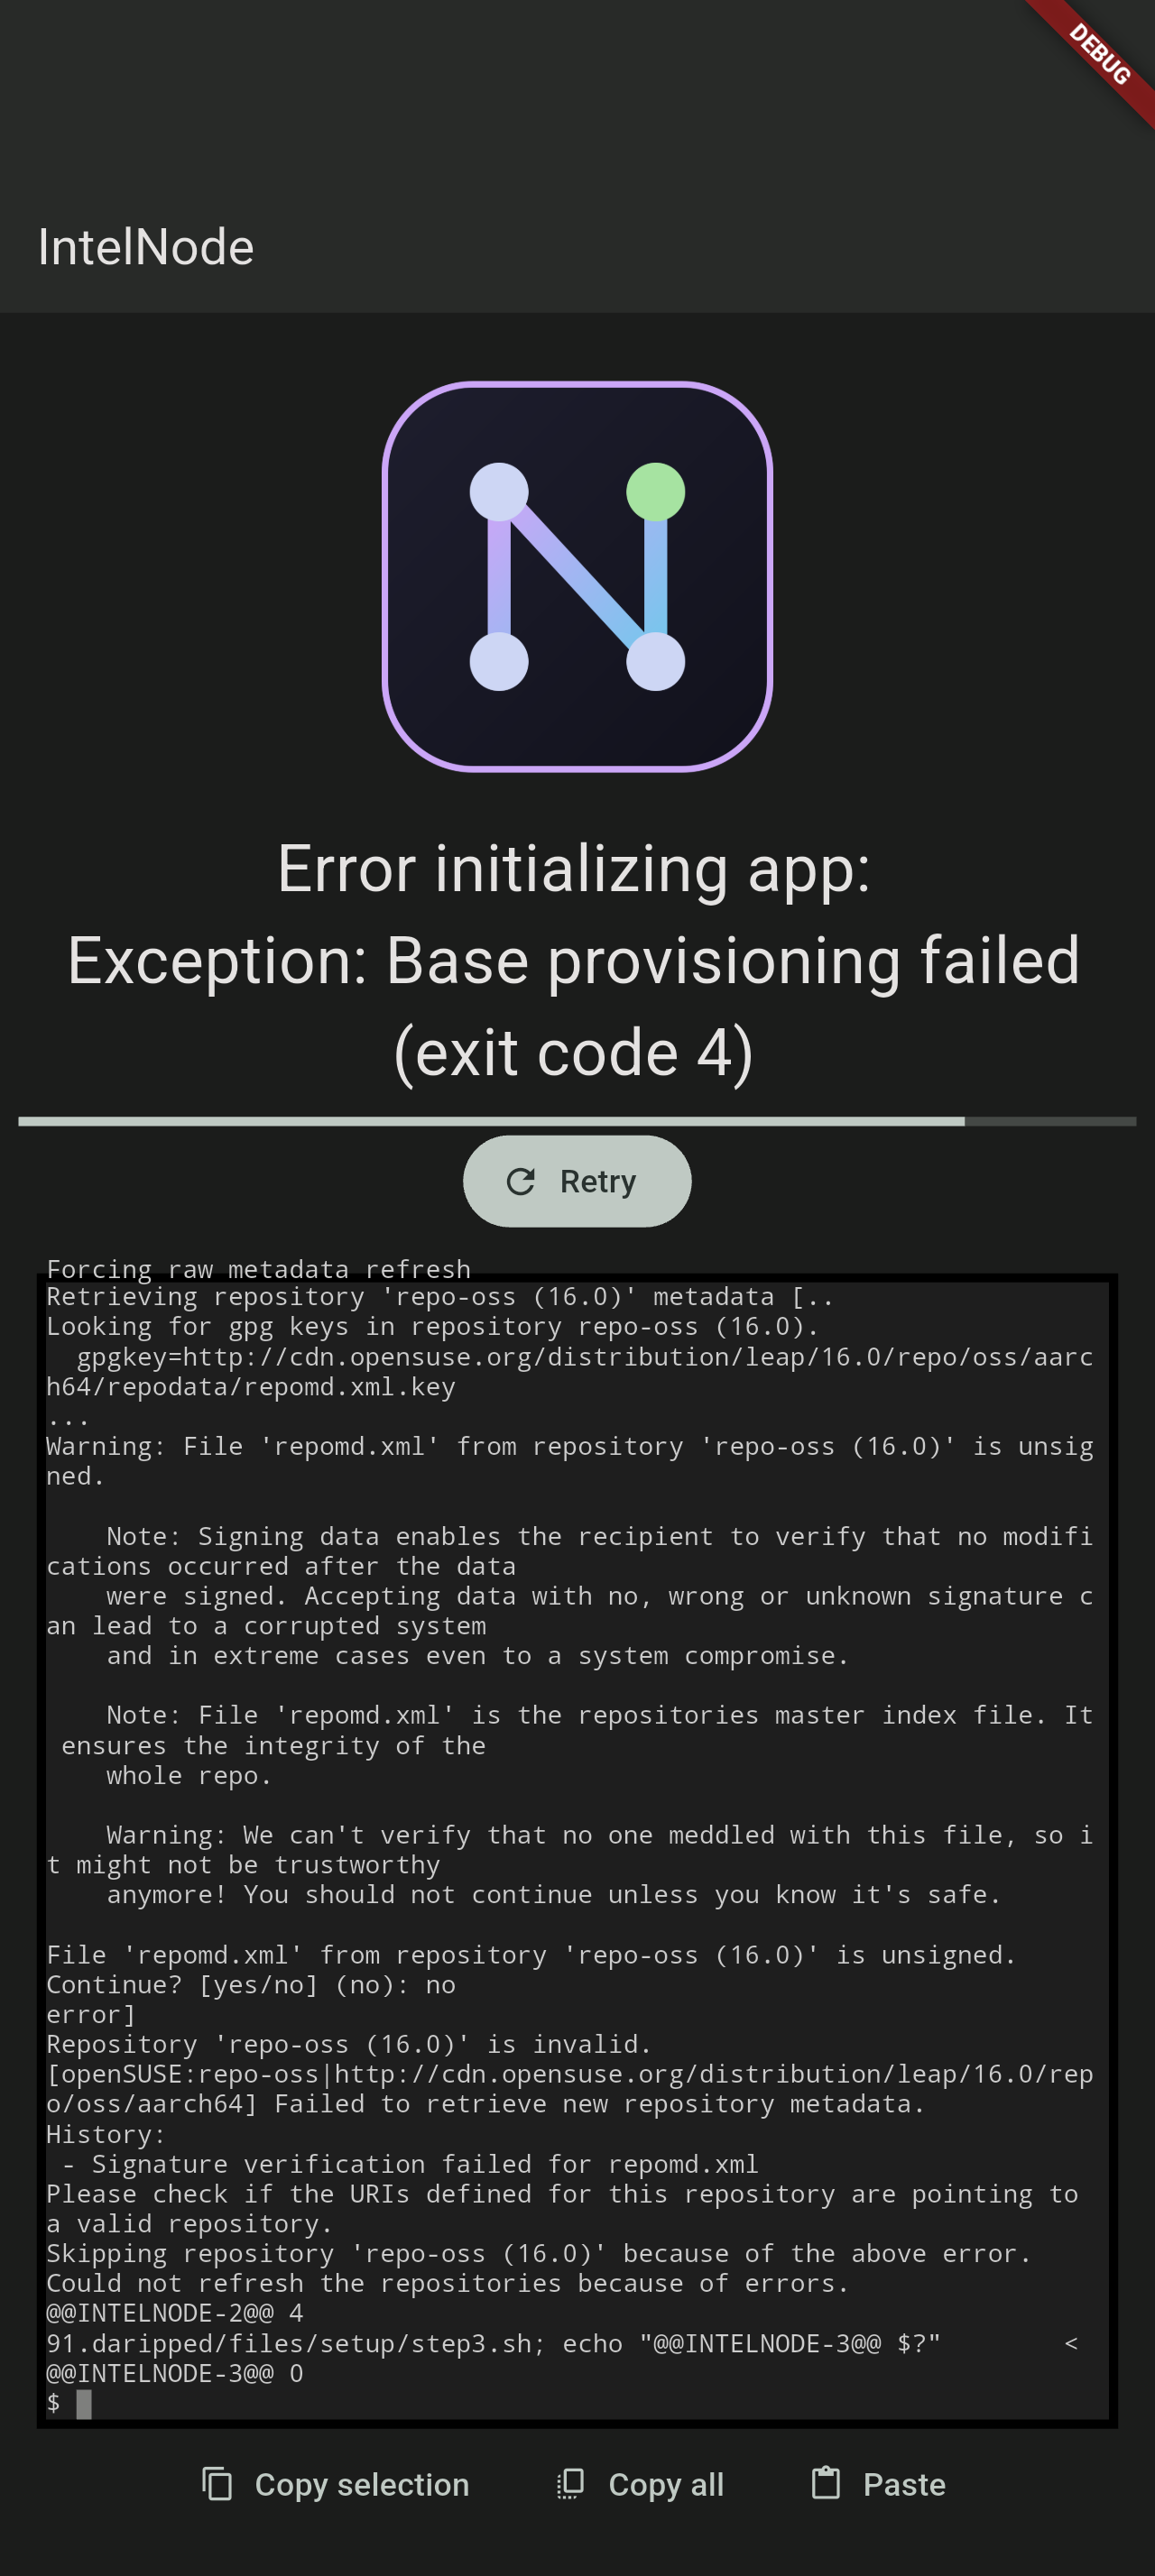 DEBUG
IntelNode
Error initializing app:
Exception: Base provisioning failed
(exit code 4)
Retry
Forcing raw metadata refresh
Retrieving repository 'repo-oss (16.0)' metadata [..
Looking for gpg keys in repository repo-oss (16.0).
  gpgkey=http://cdn.opensuse.org/distribution/leap/16.0/repo/oss/aarc
h64/repodata/repomd.xml.key
...
Warning: File 'repomd.xml' from repository 'repo-oss (16.0)' is unsig
ned.

    Note: Signing data enables the recipient to verify that no modifi
cations occurred after the data
    were signed. Accepting data with no, wrong or unknown signature c
an lead to a corrupted system
    and in extreme cases even to a system compromise.

    Note: File 'repomd.xml' is the repositories master index file. It
 ensures the integrity of the
    whole repo.

    Warning: We can't verify that no one meddled with this file, so i
t might not be trustworthy
    anymore! You should not continue unless you know it's safe.

File 'repomd.xml' from repository 'repo-oss (16.0)' is unsigned.
Continue? [yes/no] (no): no
error]
Repository 'repo-oss (16.0)' is invalid.
[openSUSE:repo-oss|http://cdn.opensuse.org/distribution/leap/16.0/rep
o/oss/aarch64] Failed to retrieve new repository metadata.
History:
 - Signature verification failed for repomd.xml
Please check if the URIs defined for this repository are pointing to
a valid repository.
Skipping repository 'repo-oss (16.0)' because of the above error.
Could not refresh the repositories because of errors.
@@INTELNODE-2@@ 4
91.daripped/files/setup/step3.sh; echo "@@INTELNODE-3@@ $?"        <
@@INTELNODE-3@@ 0
$
Copy selection
Copy all
Paste